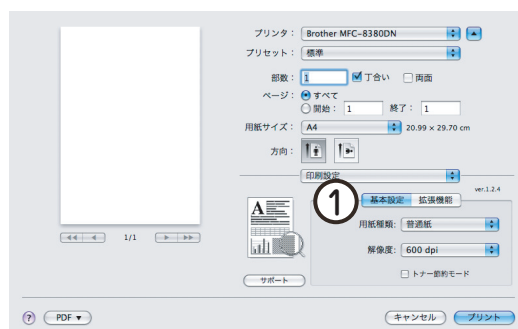 プリンタ： Brother MFC-8380DN
プリセット： 標準
部数： 1 丁合い 両面
ページ： すべて
開始： 1 終了： 1
用紙サイズ： A4 20.99 x 29.70 cm
方向：
印刷設定
ver.1.2.4
① 基本設定 拡張機能
用紙種類: 普通紙
1/1
解像度: 600 dpi
トナー節約モード
サポート
? PDF▼ キャンセル プリント